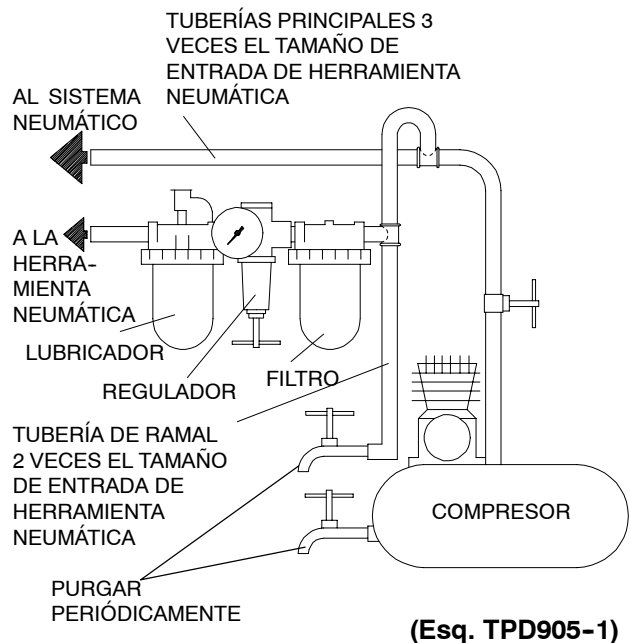 TUBERÍAS PRINCIPALES 3
VECES EL TAMAÑO DE
ENTRADA DE HERRAMIENTA
NEUMÁTICA
AL SISTEMA
NEUMÁTICO
A LA
HERRA-
MIENTA
NEUMÁTICA
LUBRICADOR
REGULADOR
FILTRO
TUBERÍA DE RAMAL
2 VECES EL TAMAÑO
DE ENTRADA DE
HERRAMIENTA
NEUMÁTICA
COMPRESOR
PURGAR
PERIÓDICAMENTE
(Esq. TPD905-1)